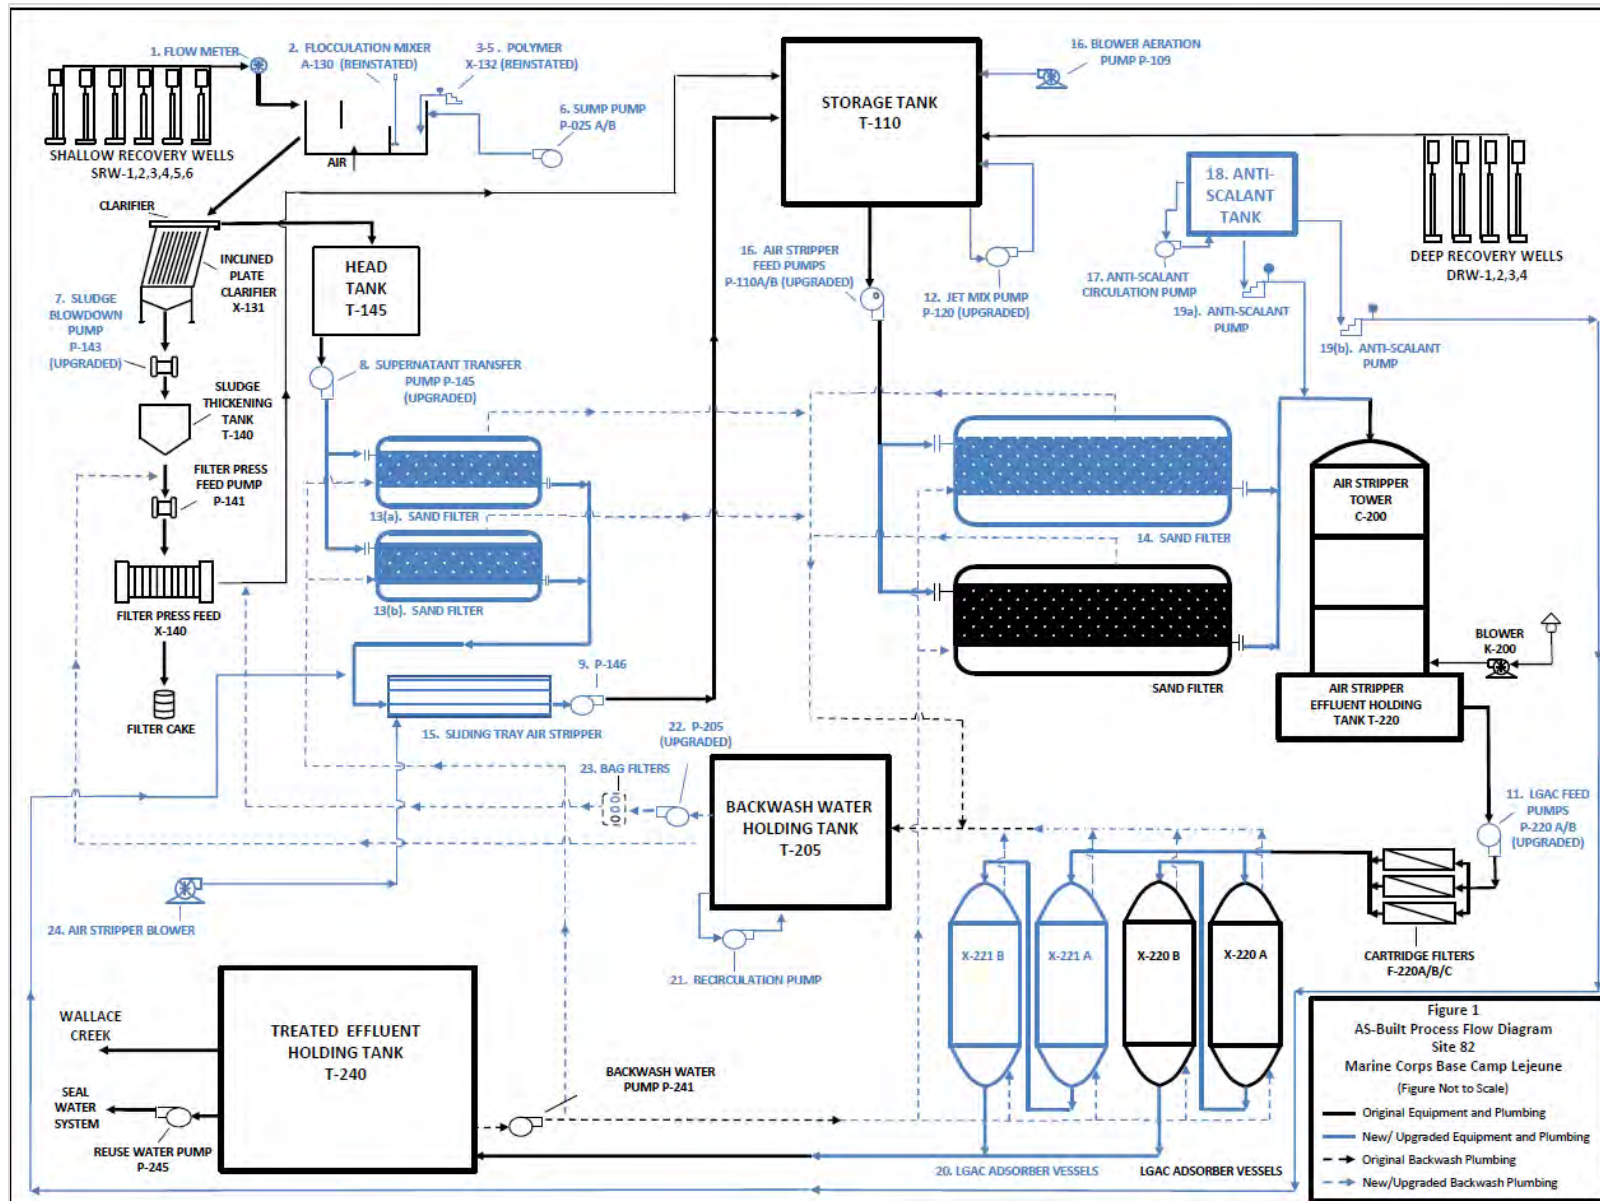 1. FLOW METER
2. FLOCCULATION MIXER
A-130 (REINSTATED)
3-5 . POLYMER
X-132 (REINSTATED)
6. SUMP PUMP
P-025 A/B
SHALLOW RECOVERY WELLS
SRW-1,2,3,4,5,6
AIR
STORAGE TANK
T-110
16. BLOWER AERATION
PUMP P-109
18. ANTI-
SCALANT
TANK
DEEP RECOVERY WELLS
DRW-1,2,3,4
CLARIFIER
INCLINED
PLATE
CLARIFIER
X-131
HEAD
TANK
T-145
16. AIR STRIPPER
FEED PUMPS
P-110A/B (UPGRADED)
12. JET MIX PUMP
P-120 (UPGRADED)
17. ANTI-SCALANT
CIRCULATION PUMP
19a). ANTI-SCALANT
PUMP
19(b). ANTI-SCALANT
PUMP
7. SLUDGE
BLOWDOWN
PUMP
P-143
(UPGRADED)
8. SUPERNATANT TRANSFER
PUMP P-145
(UPGRADED)
SLUDGE
THICKENING
TANK
T-140
FILTER PRESS
FEED PUMP
P-141
13(a). SAND FILTER
13(b). SAND FILTER
14. SAND FILTER
SAND FILTER
AIR STRIPPER
TOWER
C-200
BLOWER
K-200
FILTER PRESS FEED
X-140
FILTER CAKE
9. P-146
15. SLIDING TRAY AIR STRIPPER
AIR STRIPPER
EFFLUENT HOLDING
TANK T-220
22. P-205
(UPGRADED)
23. BAG FILTERS
BACKWASH WATER
HOLDING TANK
T-205
11. LGAC FEED
PUMPS
P-220 A/B
(UPGRADED)
24. AIR STRIPPER BLOWER
21. RECIRCULATION PUMP
X-221 B
X-221 A
X-220 B
X-220 A
CARTRIDGE FILTERS
F-220A/B/C
WALLACE
CREEK
TREATED EFFLUENT
HOLDING TANK
T-240
SEAL
WATER
SYSTEM
REUSE WATER PUMP
P-245
BACKWASH WATER
PUMP P-241
20. LGAC ADSORBER VESSELS
LGAC ADSORBER VESSELS
Figure 1
AS-Built Process Flow Diagram
Site 82
Marine Corps Base Camp Lejeune
(Figure Not to Scale)
Original Equipment and Plumbing
New/ Upgraded Equipment and Plumbing
Original Backwash Plumbing
New/Upgraded Backwash Plumbing